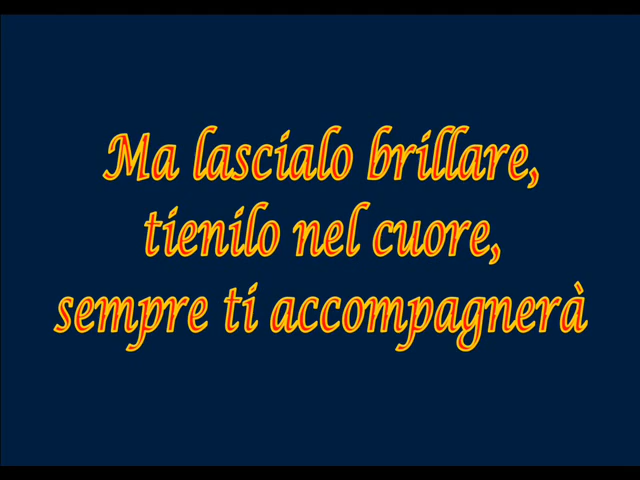 Ma lascialo brillare,
tienilo nel cuore,
sempre ti accompagnerà